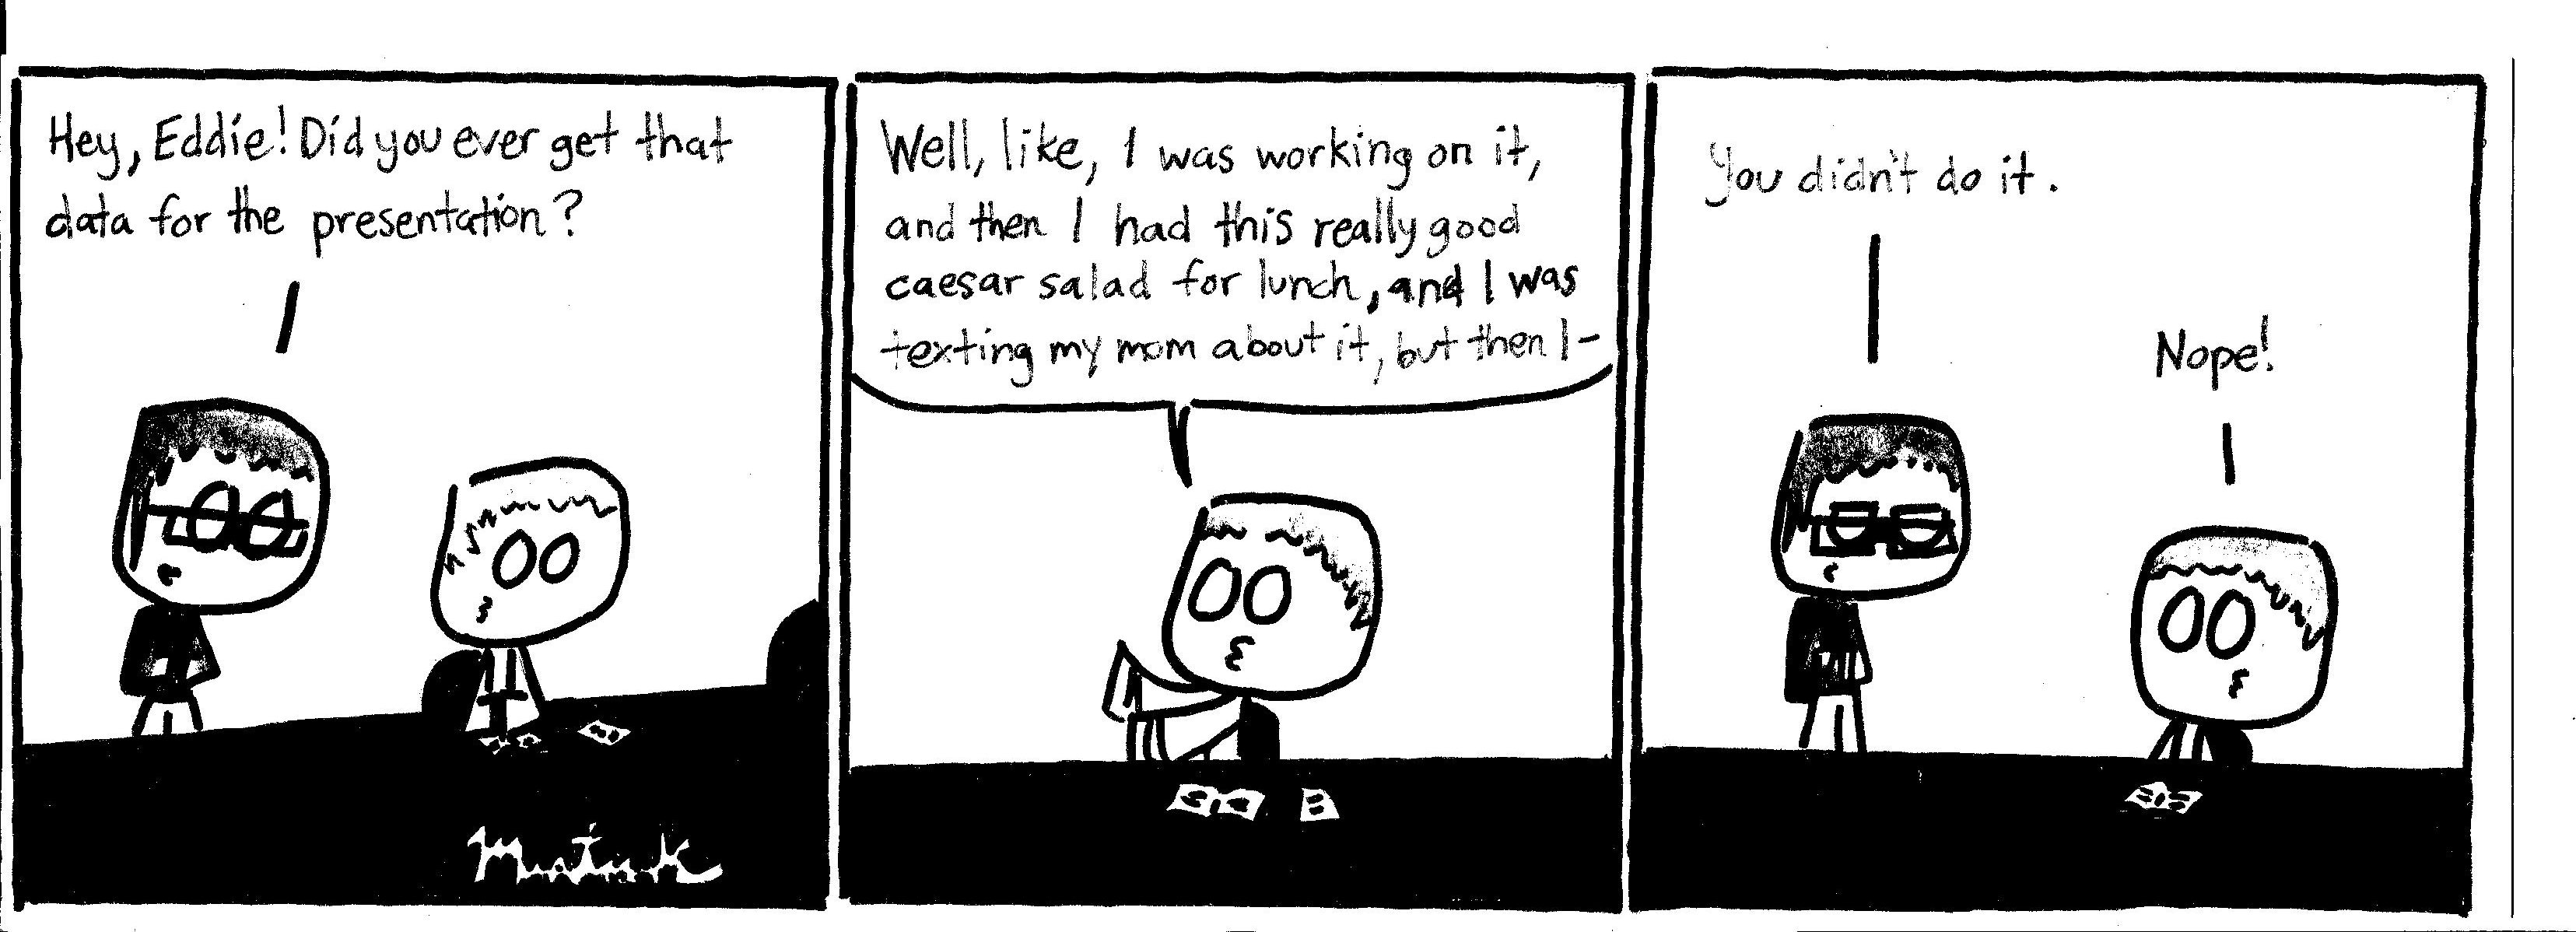 Hey, Eddie! Did you ever get that
data for the presentation?
Well, like, I was working on it,
and then I had this really good
caesar salad for lunch, and I was
texting my mom about it, but then I-
You didn't do it.
Nope!